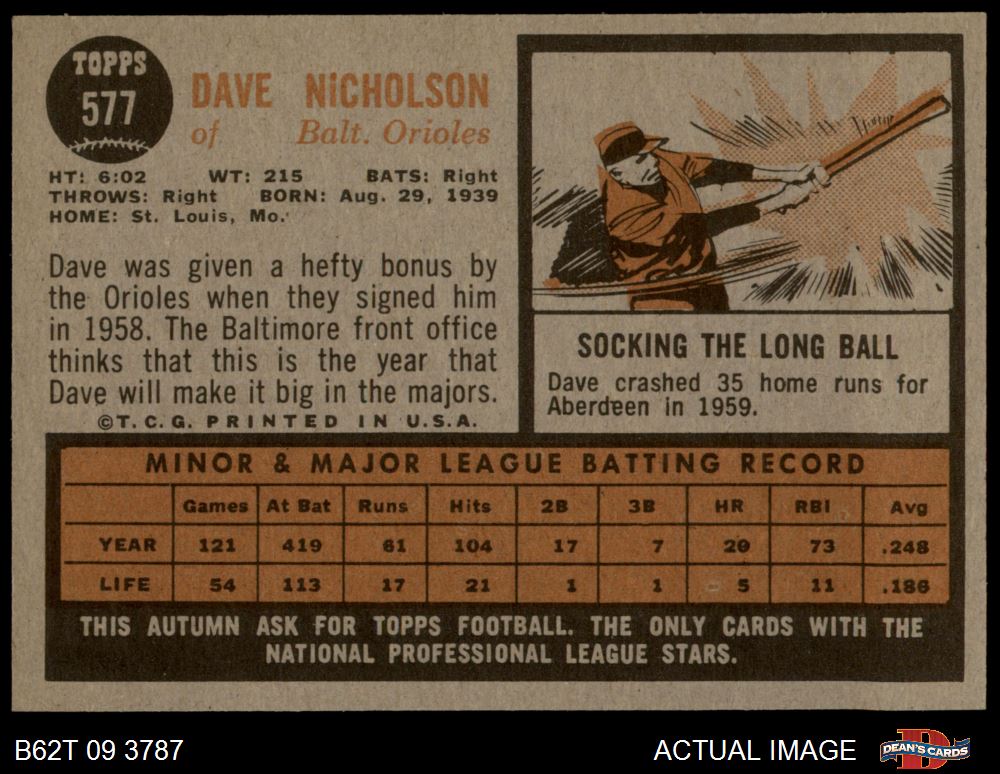 TOPPS
577
DAVE NICHOLSON
of Balt. Orioles
HT: 6:02 WT: 215 BATS: Right
THROWS: Right BORN: Aug. 29, 1939
HOME: St. Louis, Mo.
Dave was given a hefty bonus by
the Orioles when they signed him
in 1958. The Baltimore front office
thinks that this is the year that
Dave will make it big in the majors.
©T.C.G. PRINTED IN U.S.A.
SOCKING THE LONG BALL
Dave crashed 35 home runs for
Aberdeen in 1959.
MINOR & MAJOR LEAGUE BATTING RECORD
Games At Bat Runs Hits 2B 3B HR RBI Avg
YEAR 121 419 61 104 17 7 20 73 .248
LIFE 54 113 17 21 1 1 5 11 .186
THIS AUTUMN ASK FOR TOPPS FOOTBALL. THE ONLY CARDS WITH THE
NATIONAL PROFESSIONAL LEAGUE STARS.
B62T 09 3787 ACTUAL IMAGE
DEAN'S CARDS